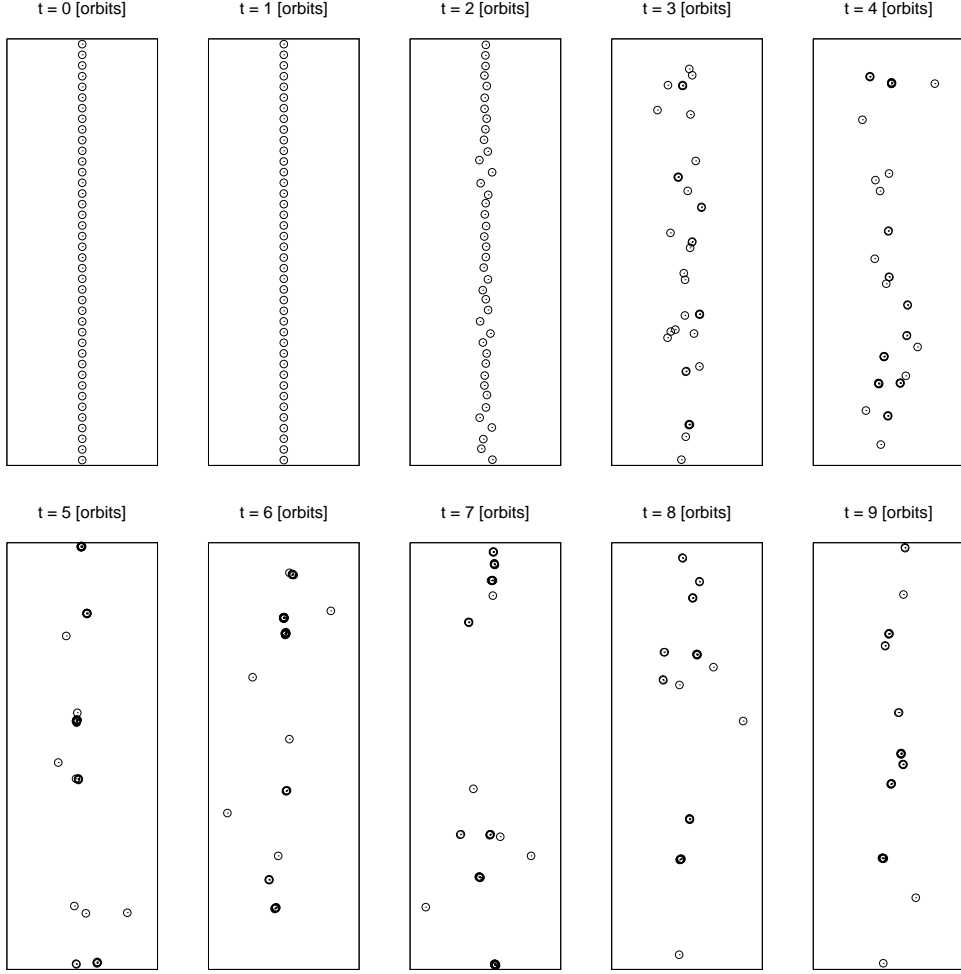 t = 0 [orbits] t = 1 [orbits] t = 2 [orbits] t = 3 [orbits] t = 4 [orbits]
t = 5 [orbits] t = 6 [orbits] t = 7 [orbits] t = 8 [orbits] t = 9 [orbits]